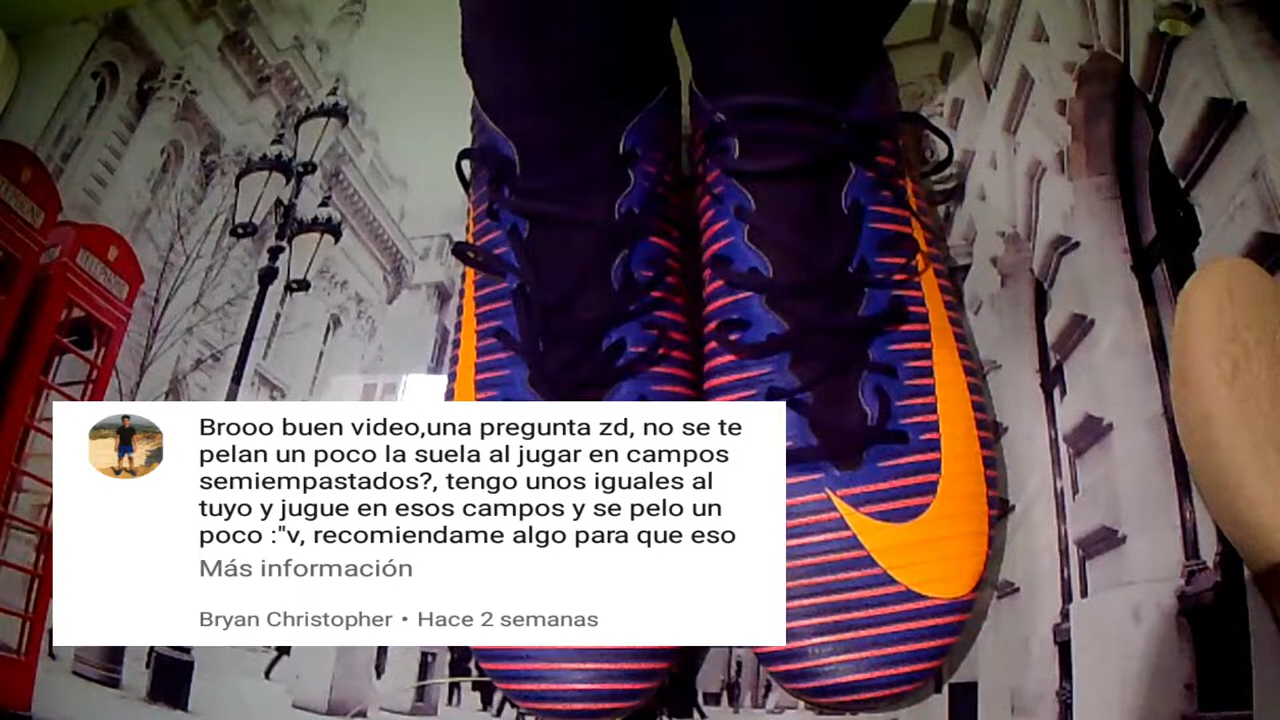 TELEPHONE
Brooo buen video,una pregunta zd, no se te
pelan un poco la suela al jugar en campos
semiempastados?, tengo unos iguales al
tuyo y jugue en esos campos y se pelo un
poco :"v, recomiendame algo para que eso
Más información
Bryan Christopher • Hace 2 semanas